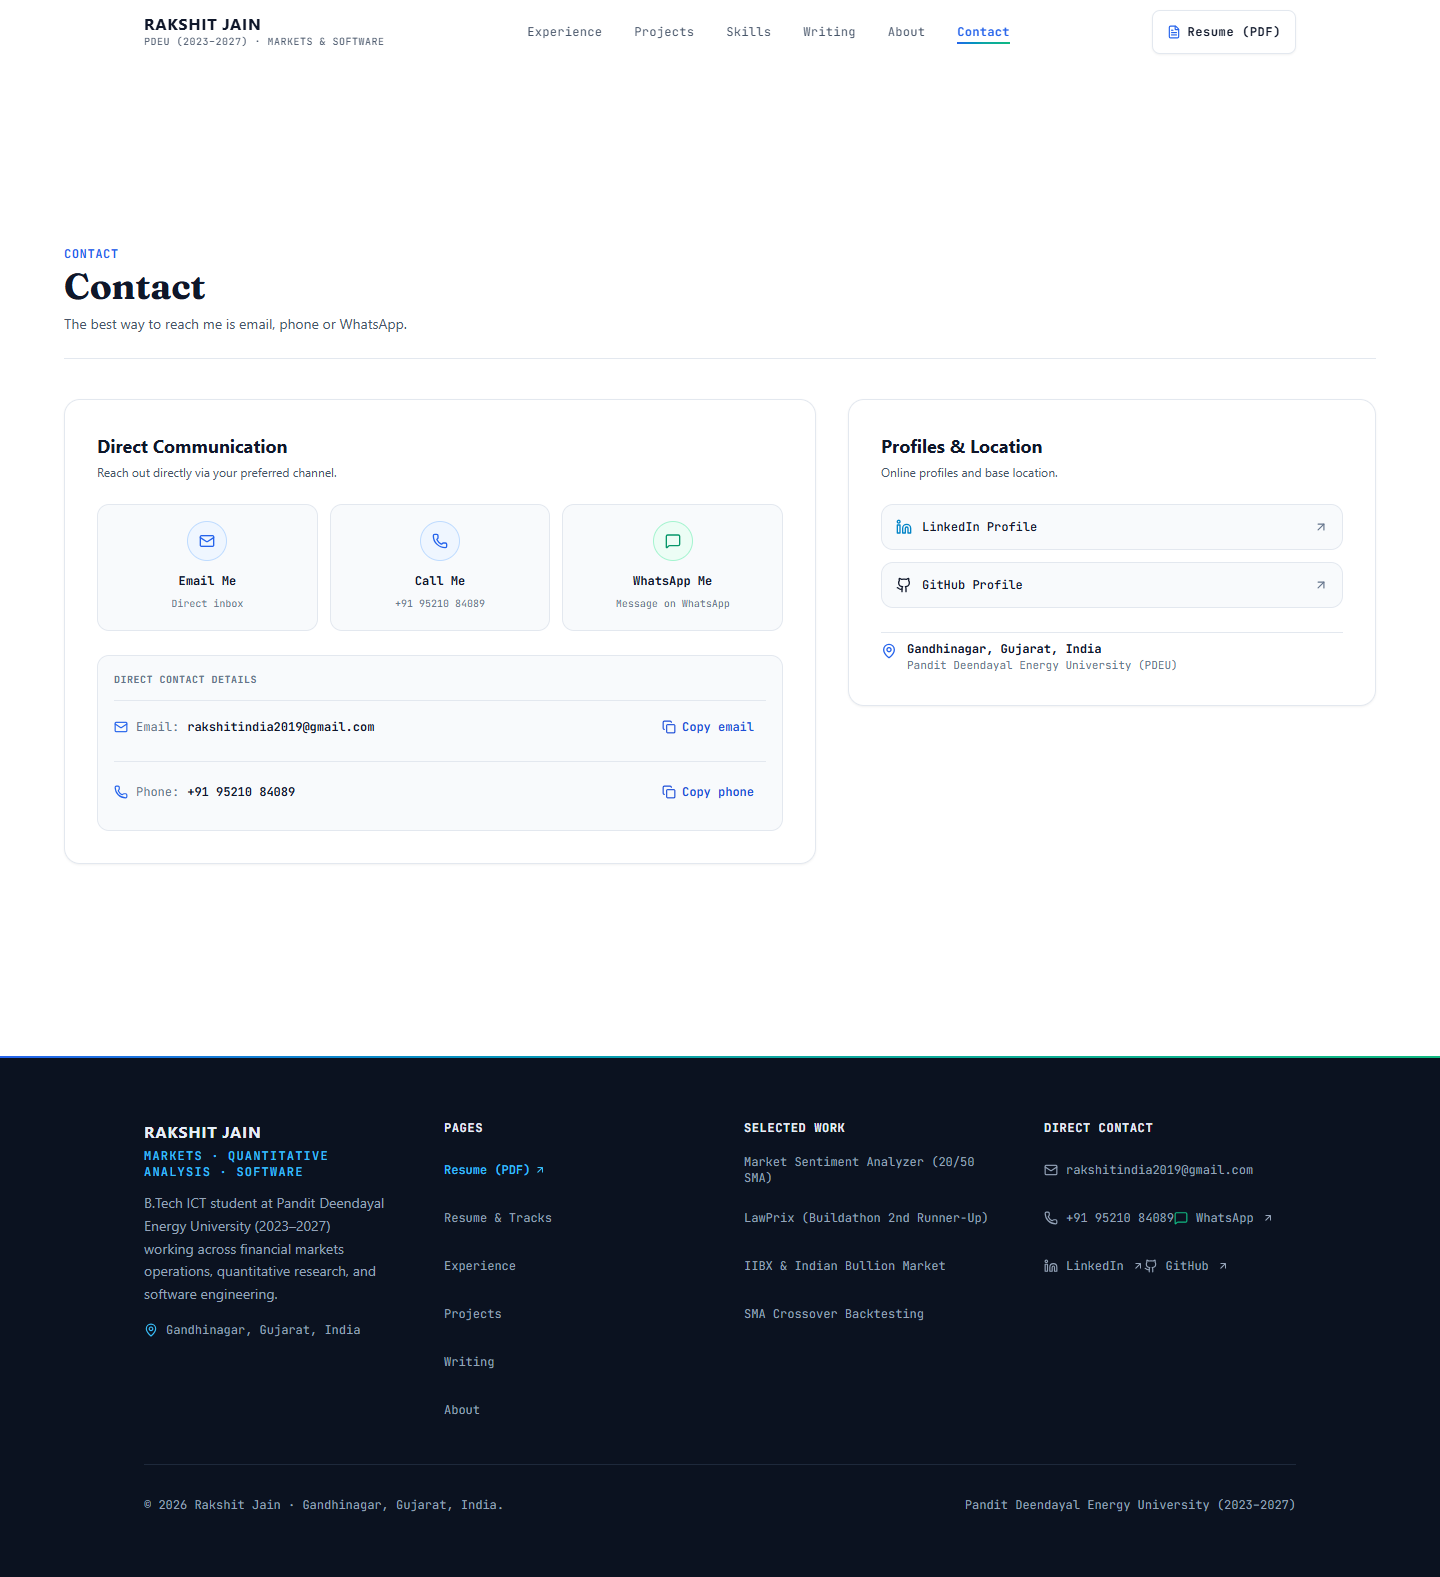 RAKSHIT JAIN
PDEU (2023–2027) · MARKETS & SOFTWARE
Experience
Projects
Skills
Writing
About
Contact
Resume (PDF)
CONTACT
Contact
The best way to reach me is email, phone or WhatsApp.
Direct Communication
Reach out directly via your preferred channel.
Email Me
Direct inbox
Call Me
+91 95210 84089
WhatsApp Me
Message on WhatsApp
DIRECT CONTACT DETAILS
Email: rakshitindia2019@gmail.com
Copy email
Phone: +91 95210 84089
Copy phone
Profiles & Location
Online profiles and base location.
LinkedIn Profile
GitHub Profile
Gandhinagar, Gujarat, India
Pandit Deendayal Energy University (PDEU)
RAKSHIT JAIN
MARKETS · QUANTITATIVE
ANALYSIS · SOFTWARE
B.Tech ICT student at Pandit Deendayal
Energy University (2023–2027)
working across financial markets
operations, quantitative research, and
software engineering.
Gandhinagar, Gujarat, India
PAGES
Resume (PDF)
Resume & Tracks
Experience
Projects
Writing
About
SELECTED WORK
Market Sentiment Analyzer (20/50
SMA)
LawPrix (Buildathon 2nd Runner-Up)
IIBX & Indian Bullion Market
SMA Crossover Backtesting
DIRECT CONTACT
rakshitindia2019@gmail.com
+91 95210 84089
WhatsApp
LinkedIn
GitHub
© 2026 Rakshit Jain · Gandhinagar, Gujarat, India.
Pandit Deendayal Energy University (2023–2027)